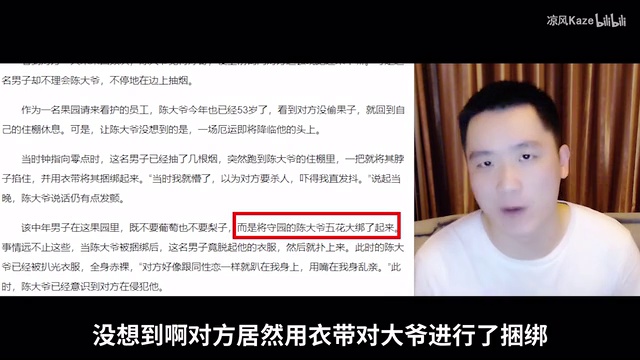 凉风Kaze bilibili
名男子却不理会陈大爷，不停地在边上抽烟。
作为一名果园请来看护的员工，陈大爷今年也已经53岁了，看到对方没偷果子，就回到自
己的住棚休息。可是，让陈大爷没想到的是，一场厄运即将降临他的头上。
当时钟指向零点时，这名男子已经抽了几根烟，突然跑到陈大爷的住棚里，一把就将其脖
子掐住，并用衣带将其捆绑起来。“当时我就懵了，以为对方要杀人，吓得我直发抖。”说起当
晚，陈大爷说话仍有点发颤。
该中年男子在这果园里，既不要葡萄也不要梨子，而是将守园的陈大爷五花大绑了起来。
事情远不止这些，当陈大爷被捆绑后，这名男子竟脱起他的衣服，然后就扑上来。此时的陈大
爷已经被扒光衣服，全身赤裸，“对方好像跟同性恋一样就趴在我身上，用嘴在我身乱亲。”此
时，陈大爷已经意识到对方在侵犯他。
没想到啊对方居然用衣带对大爷进行了捆绑